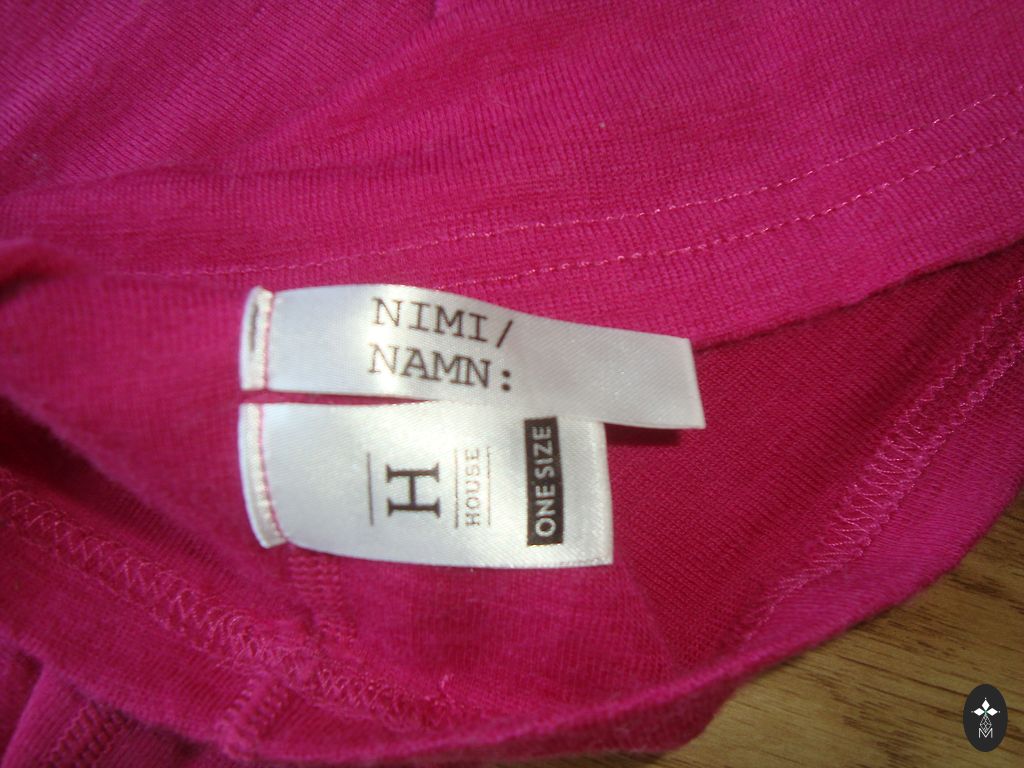 NIMI/
NAMN:
H
HOUSE
ONE SIZE
M